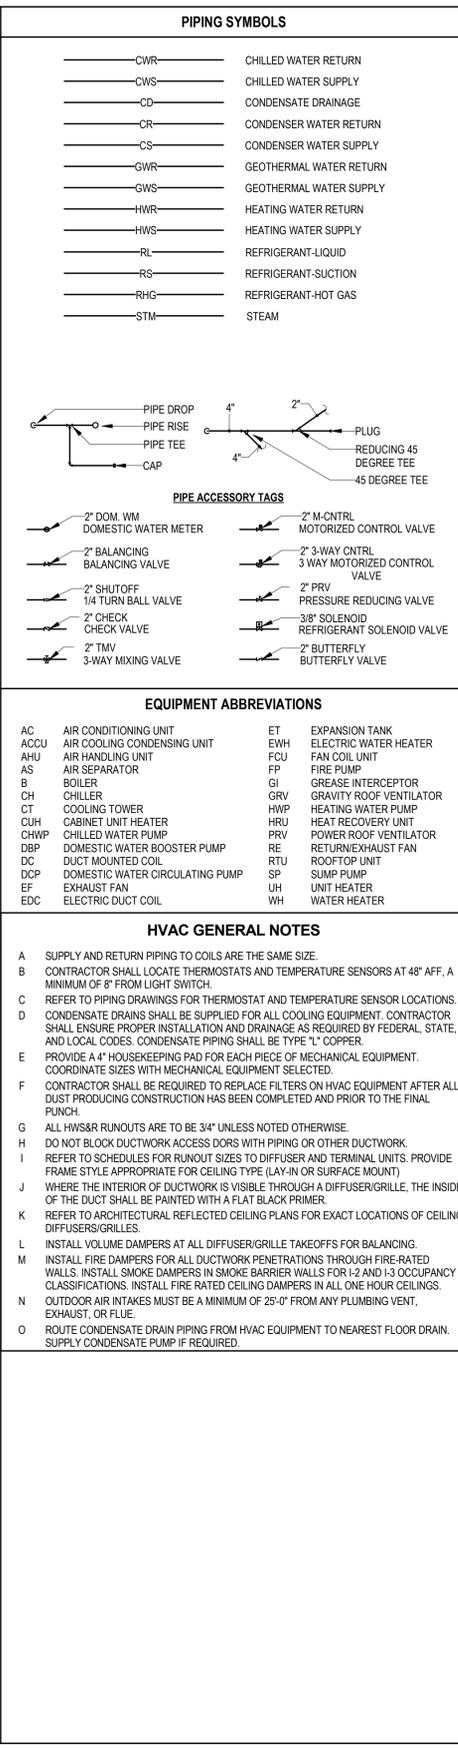 PIPING SYMBOLS
CWR CHILLED WATER RETURN
CWS CHILLED WATER SUPPLY
CD CONDENSATE DRAINAGE
CR CONDENSER WATER RETURN
CS CONDENSER WATER SUPPLY
GWR GEOTHERMAL WATER RETURN
GWS GEOTHERMAL WATER SUPPLY
HWR HEATING WATER RETURN
HWS HEATING WATER SUPPLY
RL REFRIGERANT-LIQUID
RS REFRIGERANT-SUCTION
RHG REFRIGERANT-HOT GAS
STM STEAM
PIPE DROP
PIPE RISE
PIPE TEE
CAP
4"
2"
4"
PLUG
REDUCING 45
DEGREE TEE
45 DEGREE TEE
PIPE ACCESSORY TAGS
2" DOM. WM
DOMESTIC WATER METER
2" BALANCING
BALANCING VALVE
2" SHUTOFF
1/4 TURN BALL VALVE
2" CHECK
CHECK VALVE
2" TMV
3-WAY MIXING VALVE
2" M-CNTRL
MOTORIZED CONTROL VALVE
2" 3-WAY CNTRL
3 WAY MOTORIZED CONTROL
VALVE
2" PRV
PRESSURE REDUCING VALVE
3/8" SOLENOID
REFRIGERANT SOLENOID VALVE
2" BUTTERFLY
BUTTERFLY VALVE
EQUIPMENT ABBREVIATIONS
AC AIR CONDITIONING UNIT
ACCU AIR COOLING CONDENSING UNIT
AHU AIR HANDLING UNIT
AS AIR SEPARATOR
B BOILER
CH CHILLER
CT COOLING TOWER
CUH CABINET UNIT HEATER
CHWP CHILLED WATER PUMP
DBP DOMESTIC WATER BOOSTER PUMP
DC DUCT MOUNTED COIL
DCP DOMESTIC WATER CIRCULATING PUMP
EF EXHAUST FAN
EDC ELECTRIC DUCT COIL
ET EXPANSION TANK
EWH ELECTRIC WATER HEATER
FCU FAN COIL UNIT
FP FIRE PUMP
GI GREASE INTERCEPTOR
GRV GRAVITY ROOF VENTILATOR
HWP HEATING WATER PUMP
HRU HEAT RECOVERY UNIT
PRV POWER ROOF VENTILATOR
RE RETURN/EXHAUST FAN
RTU ROOFTOP UNIT
SP SUMP PUMP
UH UNIT HEATER
WH WATER HEATER
HVAC GENERAL NOTES
A SUPPLY AND RETURN PIPING TO COILS ARE THE SAME SIZE.
B CONTRACTOR SHALL LOCATE THERMOSTATS AND TEMPERATURE SENSORS AT 48" AFF, A
MINIMUM OF 8" FROM LIGHT SWITCH.
C REFER TO PIPING DRAWINGS FOR THERMOSTAT AND TEMPERATURE SENSOR LOCATIONS.
D CONDENSATE DRAINS SHALL BE SUPPLIED FOR ALL COOLING EQUIPMENT. CONTRACTOR
SHALL ENSURE PROPER INSTALLATION AND DRAINAGE AS REQUIRED BY FEDERAL, STATE,
AND LOCAL CODES. CONDENSATE PIPING SHALL BE TYPE "L" COPPER.
E PROVIDE A 4" HOUSEKEEPING PAD FOR EACH PIECE OF MECHANICAL EQUIPMENT.
COORDINATE SIZES WITH MECHANICAL EQUIPMENT SELECTED.
F CONTRACTOR SHALL BE REQUIRED TO REPLACE FILTERS ON HVAC EQUIPMENT AFTER ALL
DUST PRODUCING CONSTRUCTION HAS BEEN COMPLETED AND PRIOR TO THE FINAL
PUNCH.
G ALL HWS&R RUNOUTS ARE TO BE 3/4" UNLESS NOTED OTHERWISE.
H DO NOT BLOCK DUCTWORK ACCESS DORS WITH PIPING OR OTHER DUCTWORK.
I REFER TO SCHEDULES FOR RUNOUT SIZES TO DIFFUSER AND TERMINAL UNITS. PROVIDE
FRAME STYLE APPROPRIATE FOR CEILING TYPE (LAY-IN OR SURFACE MOUNT)
J WHERE THE INTERIOR OF DUCTWORK IS VISIBLE THROUGH A DIFFUSER/GRILLE, THE INSIDE
OF THE DUCT SHALL BE PAINTED WITH A FLAT BLACK PRIMER.
K REFER TO ARCHITECTURAL REFLECTED CEILING PLANS FOR EXACT LOCATIONS OF CEILING
DIFFUSERS/GRILLES.
L INSTALL VOLUME DAMPERS AT ALL DIFFUSER/GRILLE TAKEOFFS FOR BALANCING.
M INSTALL FIRE DAMPERS FOR ALL DUCTWORK PENETRATIONS THROUGH FIRE-RATED
WALLS. INSTALL SMOKE DAMPERS IN SMOKE BARRIER WALLS FOR I-2 AND I-3 OCCUPANCY
CLASSIFICATIONS. INSTALL FIRE RATED CEILING DAMPERS IN ALL ONE HOUR CEILINGS.
N OUTDOOR AIR INTAKES MUST BE A MINIMUM OF 25'-0" FROM ANY PLUMBING VENT,
EXHAUST, OR FLUE.
O ROUTE CONDENSATE DRAIN PIPING FROM HVAC EQUIPMENT TO NEAREST FLOOR DRAIN.
SUPPLY CONDENSATE PUMP IF REQUIRED.